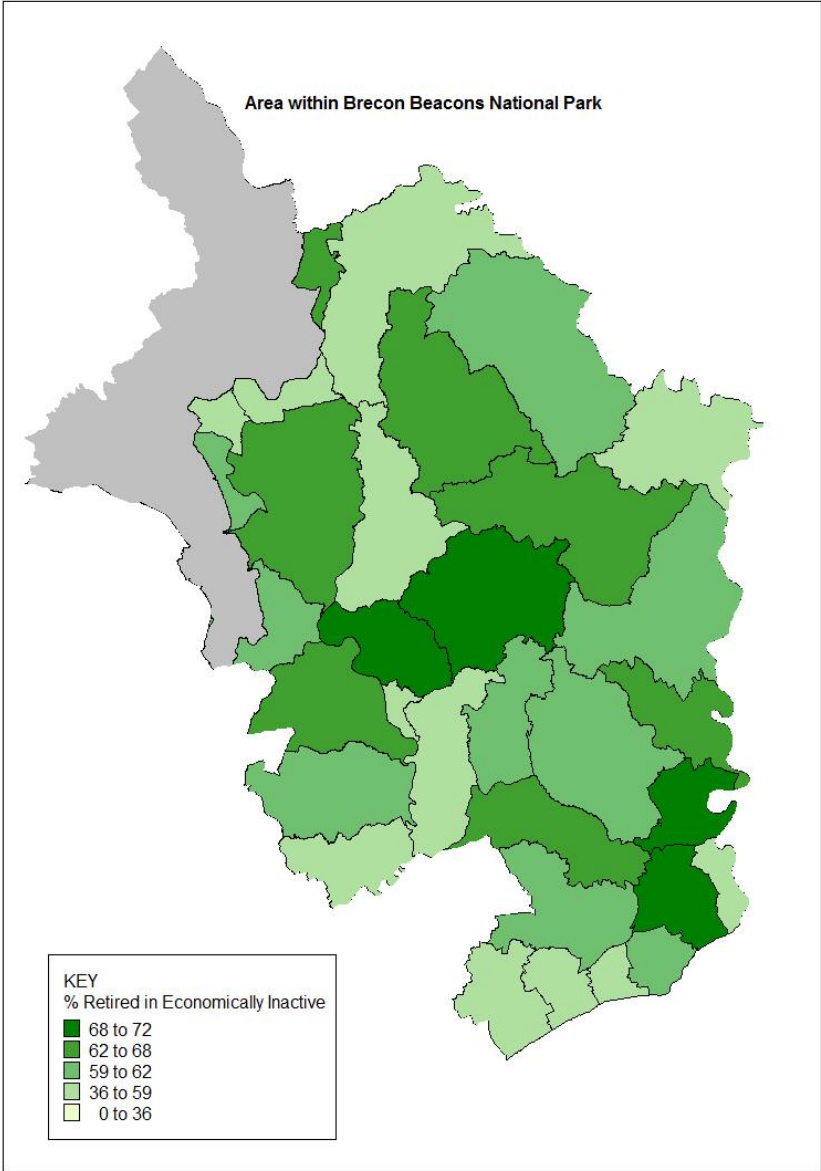 Area within Brecon Beacons National Park
KEY
% Retired in Economically Inactive
68 to 72
62 to 68
59 to 62
36 to 59
0 to 36